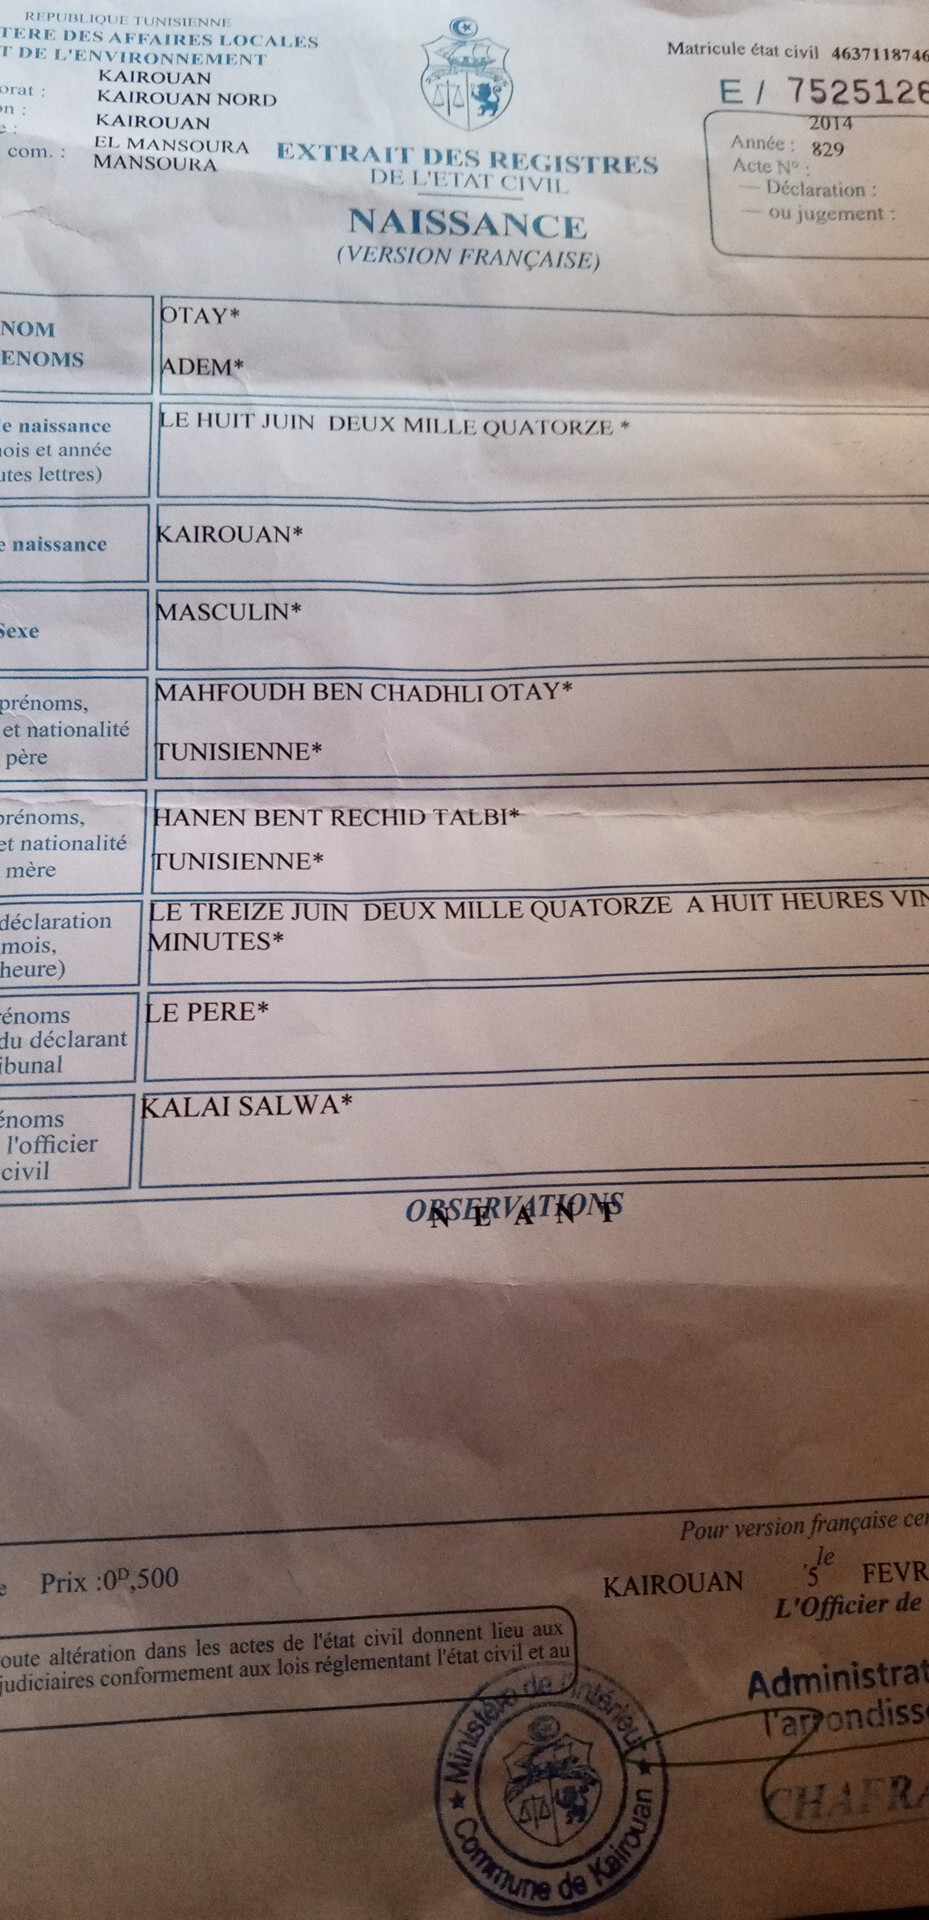 REPUBLIQUE TUNISIENNE
TERE DES AFFAIRES LOCALES
T DE L'ENVIRONNEMENT
KAIROUAN
orat : KAIROUAN NORD
on : KAIROUAN
e : EL MANSOURA
com. : MANSOURA
Matricule état civil 4637118746
E / 7525126
Année : 2014
Acte N° : 829
— Déclaration :
— ou jugement :
EXTRAIT DES REGISTRES
DE L'ETAT CIVIL
NAISSANCE
(VERSION FRANÇAISE)
NOM OTAY*
ENOMS ADEM*
e naissance LE HUIT JUIN DEUX MILLE QUATORZE *
ois et année
utes lettres)
e naissance KAIROUAN*
Sexe MASCULIN*
prénoms, MAHFOUDH BEN CHADHLI OTAY*
et nationalité
père TUNISIENNE*
prénoms, HANEN BENT RECHID TALBI*
et nationalité
mère TUNISIENNE*
déclaration LE TREIZE JUIN DEUX MILLE QUATORZE A HUIT HEURES VIN
mois, MINUTES*
heure)
énoms LE PERE*
du déclarant
ibunal
énoms KALAI SALWA*
l'officier
civil
OBSERVATIONS
N E A N T
Pour version française cer
e Prix :0D,500
KAIROUAN le 5 FEVR
L'Officier de
oute altération dans les actes de l'état civil donnent lieu aux
judiciaires conformement aux lois réglementant l'état civil et au
Administrat
l'arrondisse
CHAFRA
Ministère de l'Intérieur
Commune de Kairouan